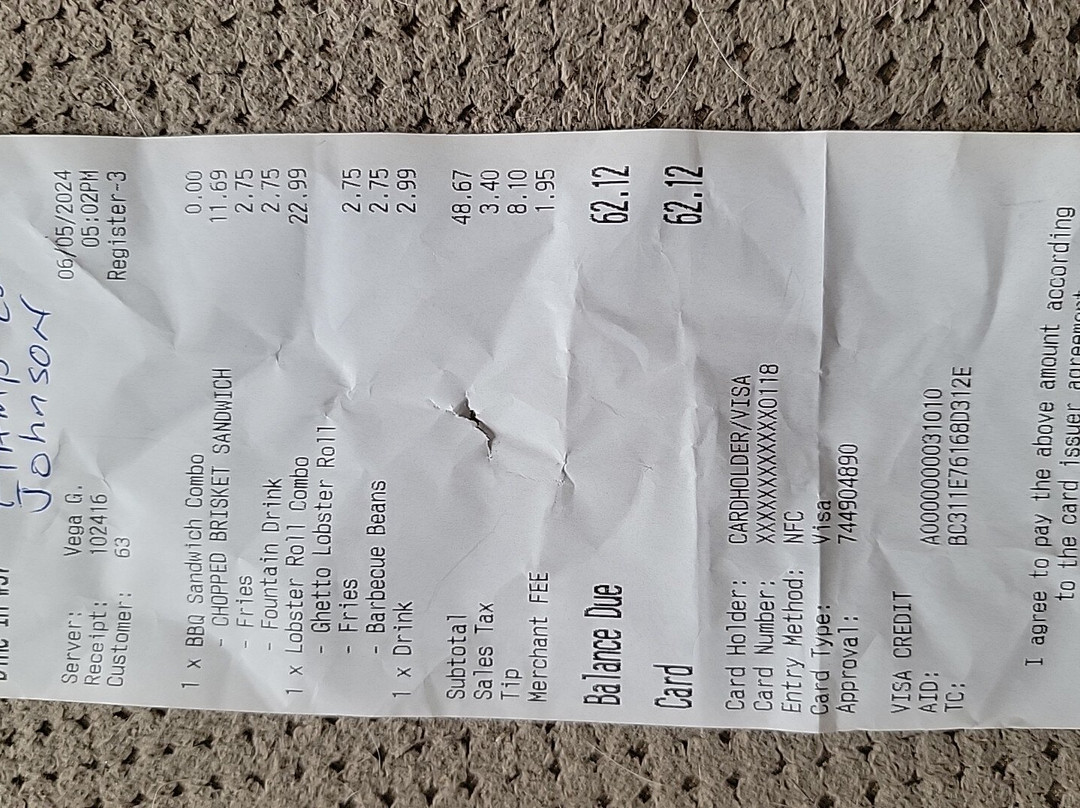 Johnson
Server: Vega G. 06/05/2024
Receipt: 102416 05:02PM
Customer: 63 Register-3
1 x BBQ Sandwich Combo 0.00
- CHOPPED BRISKET SANDWICH 11.69
- Fries 2.75
- Fountain Drink 2.75
1 x Lobster Roll Combo 22.99
- Ghetto Lobster Roll
- Fries 2.75
- Barbecue Beans 2.75
1 x Drink 2.99
Subtotal 48.67
Sales Tax 3.40
Tip 8.10
Merchant FEE 1.95
Balance Due 62.12
Card 62.12
Card Holder: CARDHOLDER/VISA
Card Number: XXXXXXXXXXXX0118
Entry Method: NFC
Card Type: Visa
Approval: 744904890
VISA CREDIT
AID: A0000000031010
TC: BC3111E76168D312E
I agree to pay the above amount according
to the card issuer agreement